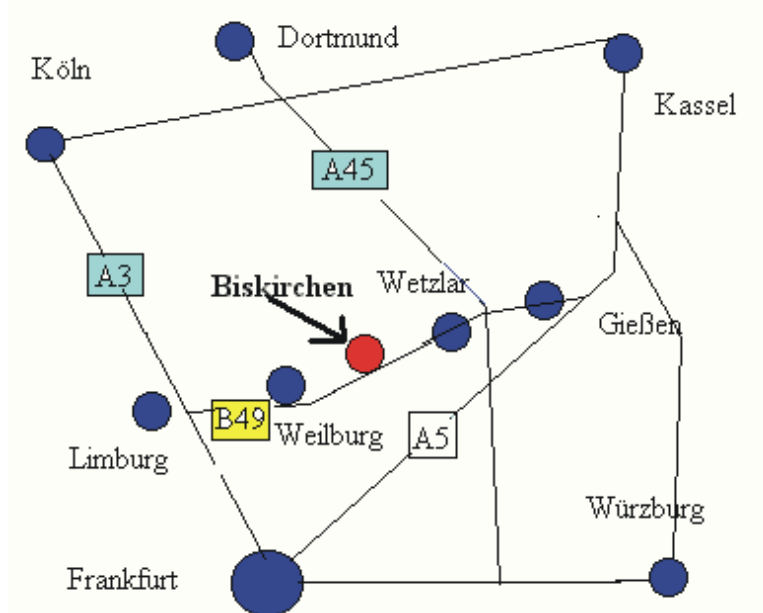 Dortmund
Köln
Kassel
A45
A3
Biskirchen
Wetzlar
Gießen
B49
Weilburg
A5
Limburg
Würzburg
Frankfurt